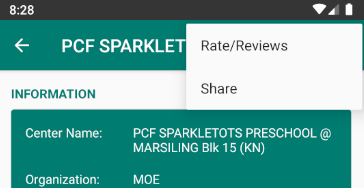 8:28
PCF SPARKLET
Rate/Reviews
Share
INFORMATION
Center Name: PCF SPARKLETOTS PRESCHOOL @
MARSILING Blk 15 (KN)
Organization: MOE